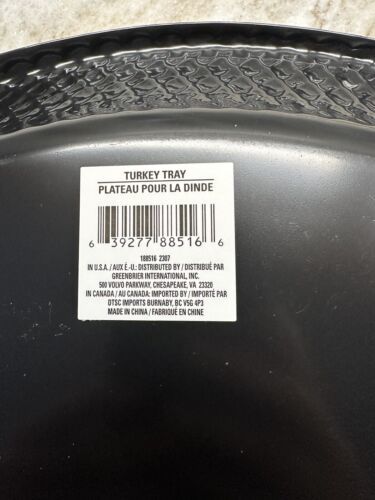 TURKEY TRAY
PLATEAU POUR LA DINDE
6 39277 88516 6
188516 2307
IN U.S.A. / AUX É.-U.: DISTRIBUTED BY / DISTRIBUÉ PAR
GREENBRIER INTERNATIONAL, INC.
500 VOLVO PARKWAY, CHESAPEAKE, VA 23320
IN CANADA / AU CANADA: IMPORTED BY / IMPORTÉ PAR
DTSC IMPORTS BURNABY, BC V5G 4P3
MADE IN CHINA / FABRIQUÉ EN CHINE